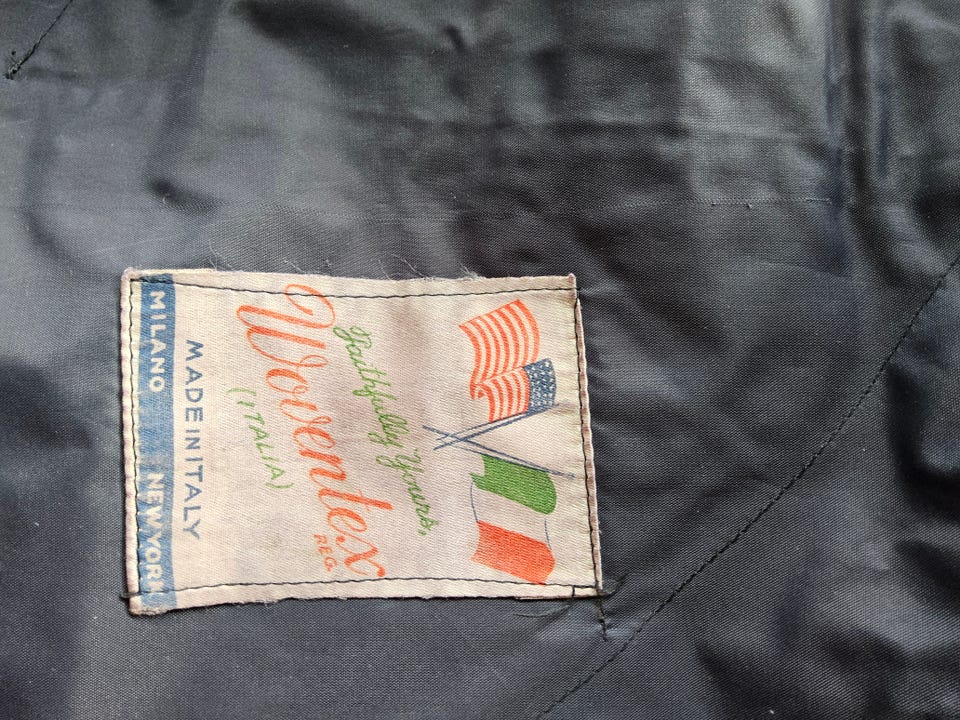 Faithfully Yours,
Woventex
REG.
(ITALIA)
MADE IN ITALY
MILANO NEW YORK